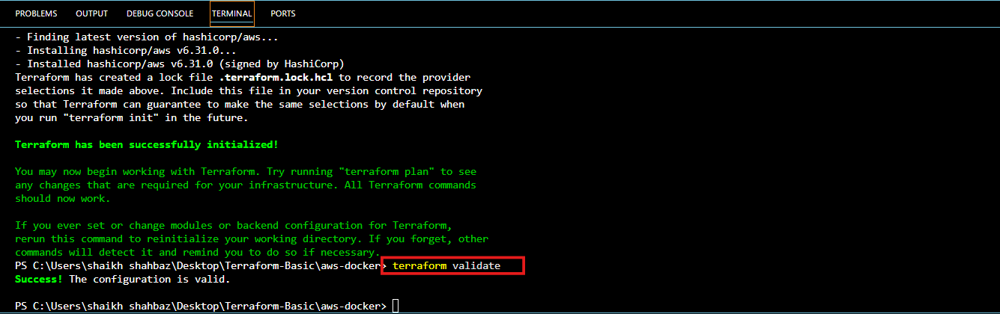 PROBLEMS OUTPUT DEBUG CONSOLE TERMINAL PORTS
- Finding latest version of hashicorp/aws...
- Installing hashicorp/aws v6.31.0...
- Installed hashicorp/aws v6.31.0 (signed by HashiCorp)
Terraform has created a lock file .terraform.lock.hcl to record the provider
selections it made above. Include this file in your version control repository
so that Terraform can guarantee to make the same selections by default when
you run "terraform init" in the future.
Terraform has been successfully initialized!
You may now begin working with Terraform. Try running "terraform plan" to see
any changes that are required for your infrastructure. All Terraform commands
should now work.
If you ever set or change modules or backend configuration for Terraform,
rerun this command to reinitialize your working directory. If you forget, other
commands will detect it and remind you to do so if necessary.
PS C:\Users\shaikh shahbaz\Desktop\Terraform-Basic\aws-docker> terraform validate
Success! The configuration is valid.
PS C:\Users\shaikh shahbaz\Desktop\Terraform-Basic\aws-docker>